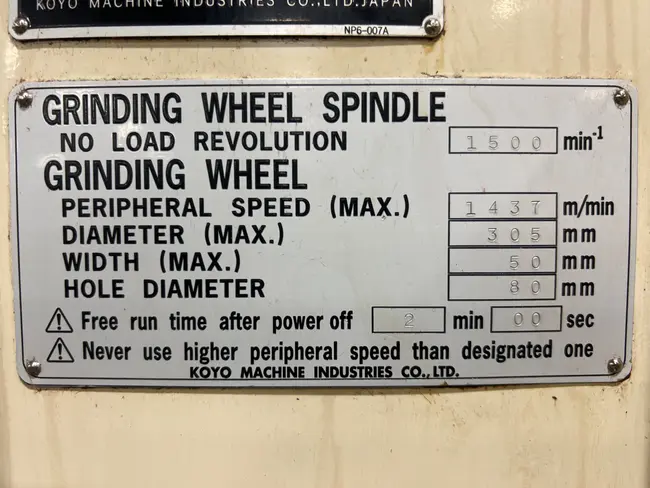 KOYO MACHINE INDUSTRIES CO.,LTD.JAPAN
NP6-007A
GRINDING WHEEL SPINDLE
NO LOAD REVOLUTION 1500 min-1
GRINDING WHEEL
PERIPHERAL SPEED (MAX.) 1437 m/min
DIAMETER (MAX.) 305 mm
WIDTH (MAX.) 50 mm
HOLE DIAMETER 80 mm
⚠ Free run time after power off 2 min 00 sec
⚠ Never use higher peripheral speed than designated one
KOYO MACHINE INDUSTRIES CO.,LTD.